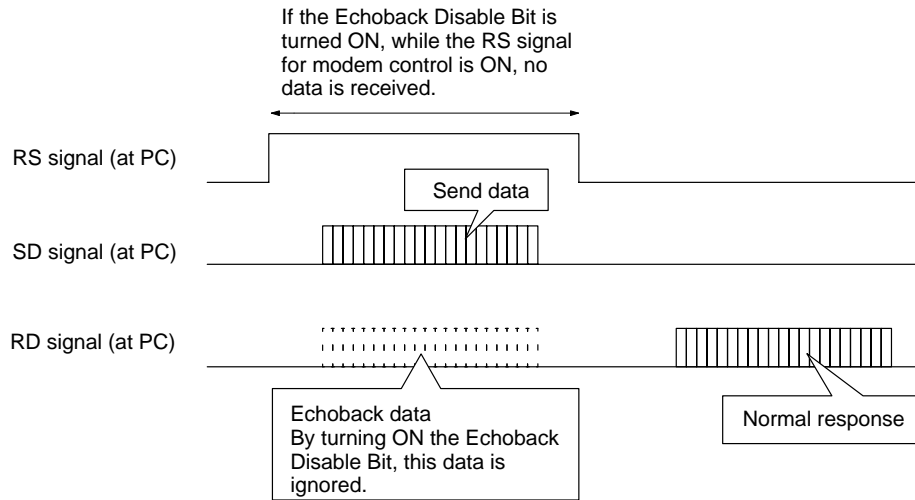 If the Echoback Disable Bit is
turned ON, while the RS signal
for modem control is ON, no
data is received.
RS signal (at PC)
Send data
SD signal (at PC)
RD signal (at PC)
Echoback data
By turning ON the Echoback
Disable Bit, this data is
ignored.
Normal response